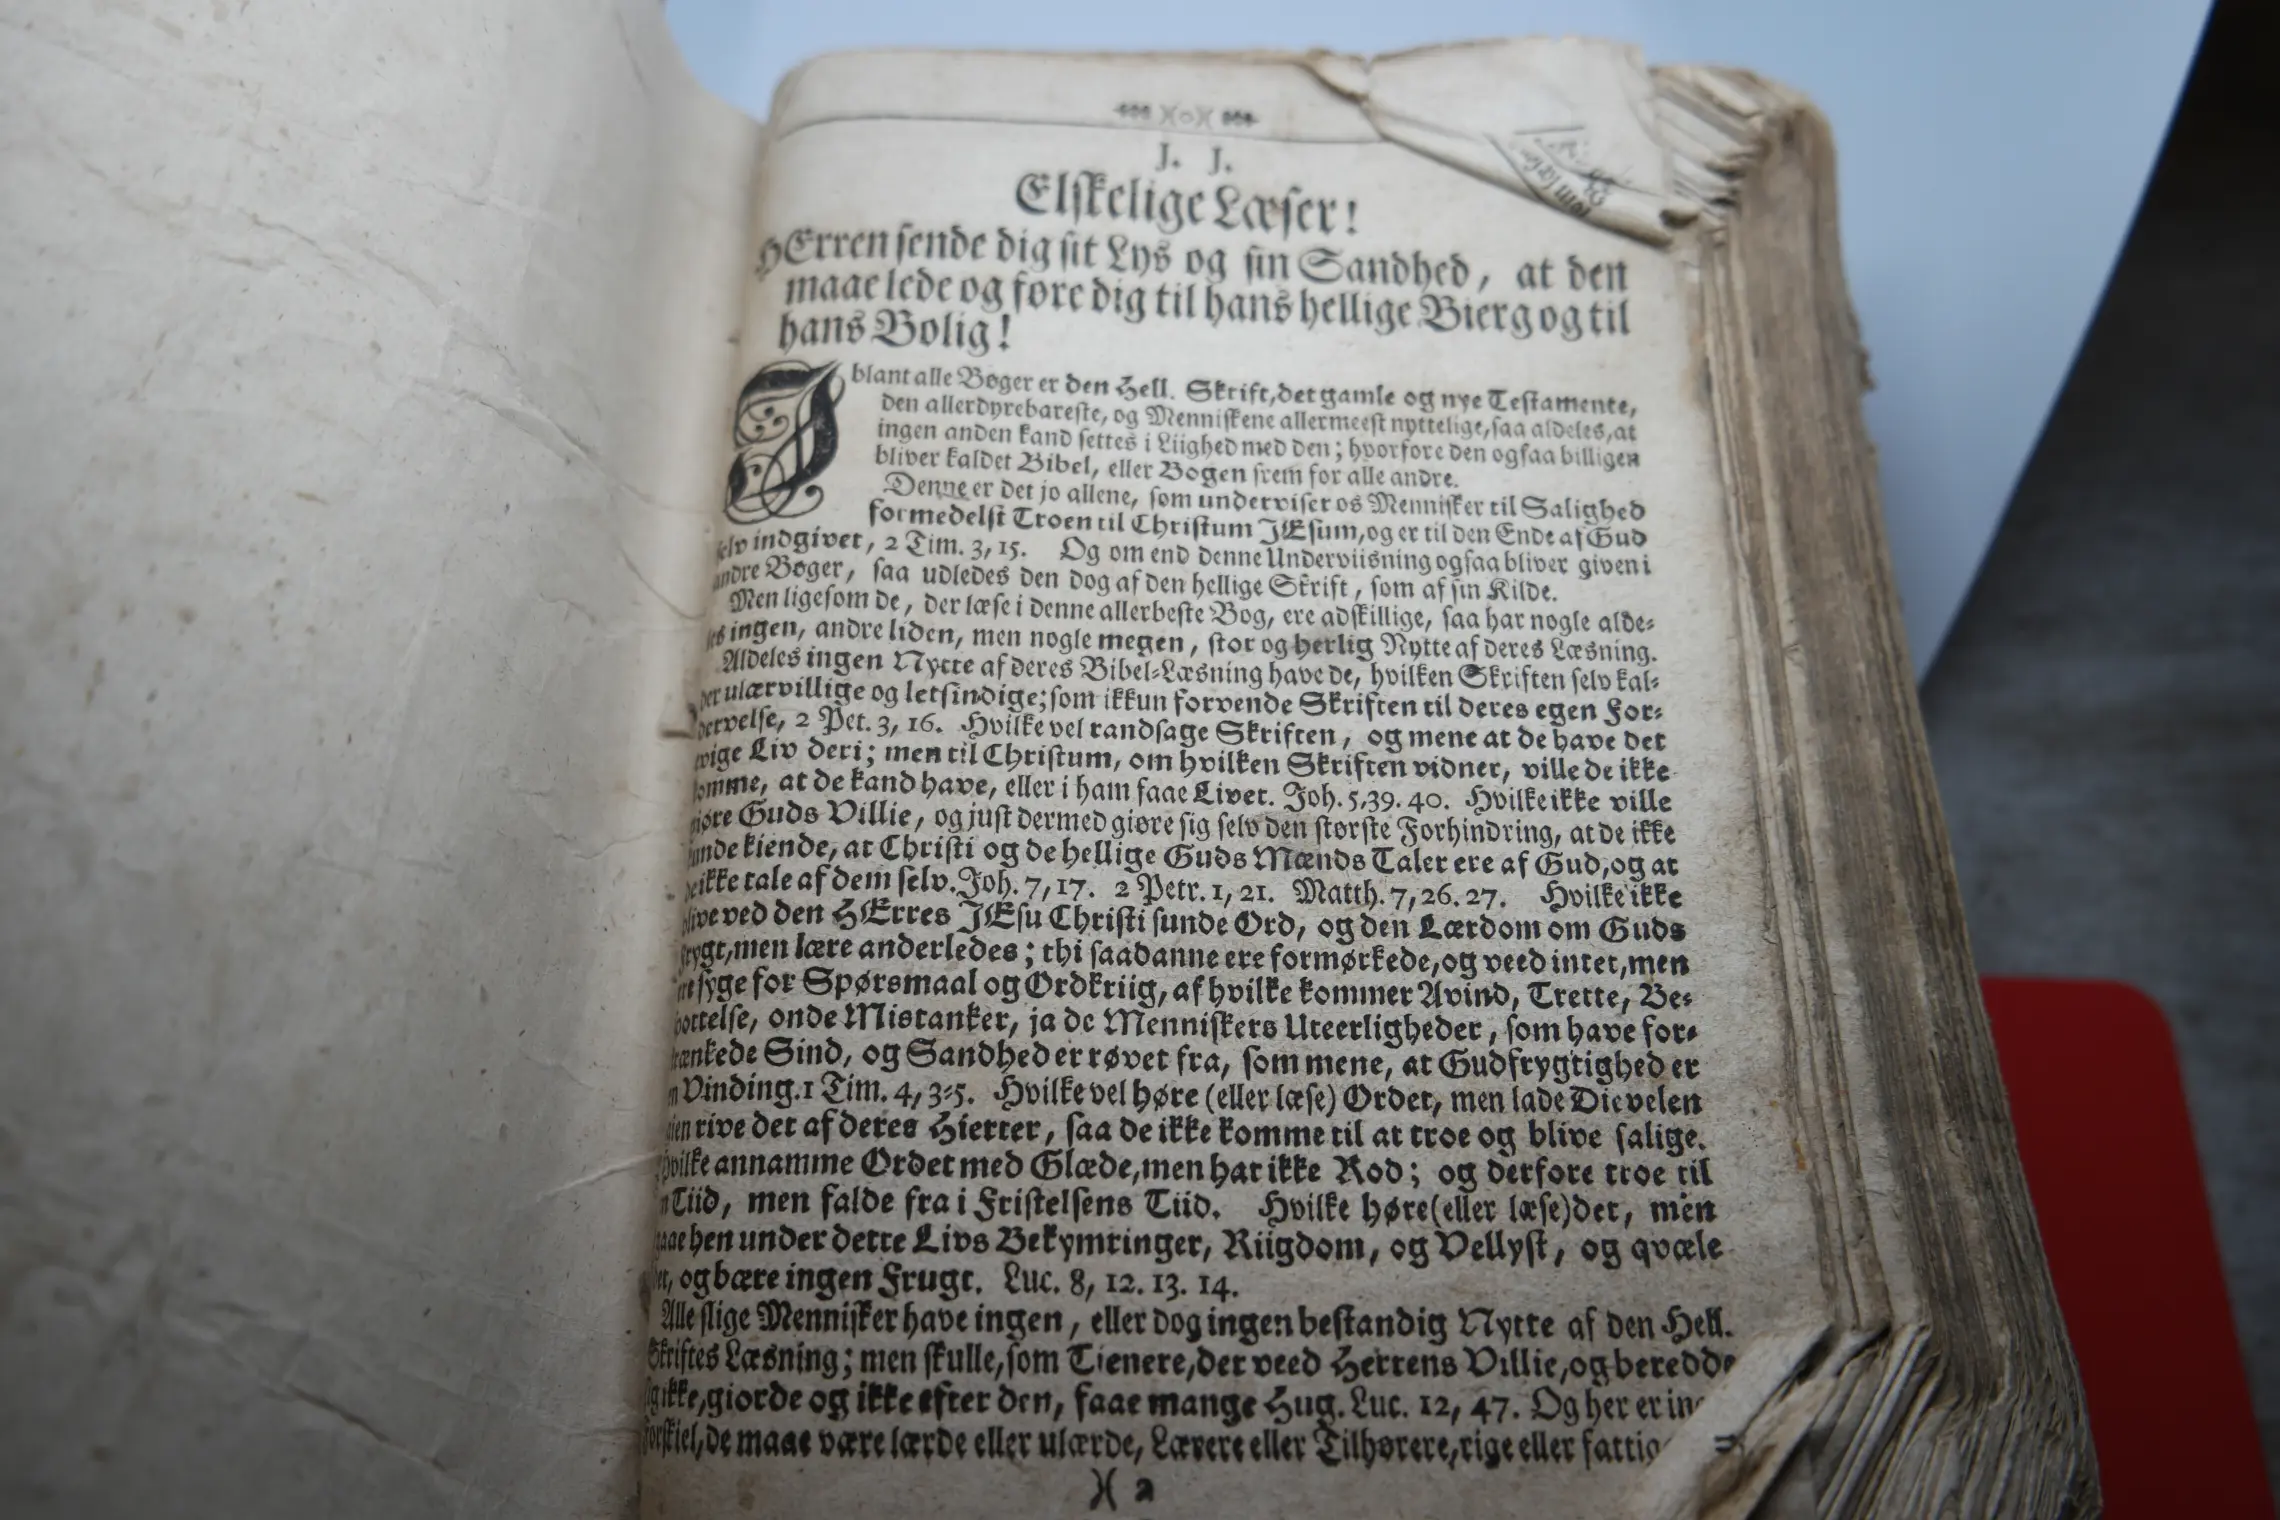 J. J.
Elskelige Læser!
HErren sende dig sit Lys og sin Sandhed, at den
maae lede og føre dig til hans hellige Bierg og til
hans Bolig!
Iblant alle Bøger er den Hell. Skrift, det gamle og nye Testamente,
den allerdyrebareste, og Menniskene allermeest nyttelige, saa aldeles, at
ingen anden kand settes i Liighed med den; hvorfore den ogsaa billigen
bliver kaldet Bibel, eller Bogen frem for alle andre.
Denne er det jo allene, som underviser os Mennisker til Salighed
formedelst Troen til Christum JEsum, og er til den Ende af Gud
selv indgivet, 2 Tim. 3, 15. Og om end denne Underviisning ogsaa bliver given i
andre Bøger, saa udledes den dog af den hellige Skrift, som af sin Kilde.
Men ligesom de, der læse i denne allerbeste Bog, ere adskillige, saa har nogle alde-
les ingen, andre liden, men nogle megen, stor og herlig Nytte af deres Læsning.
Aldeles ingen Nytte af deres Bibel-Læsning have de, hvilken Skriften selv kal-
der ulærvillige og letsindige; som ikkun forvende Skriften til deres egen For-
dervelse, 2 Pet. 3, 16. Hvilke vel randsage Skriften, og mene at de have det
evige Liv deri; men til Christum, om hvilken Skriften vidner, ville de ikke
komme, at de kand have, eller i ham faae Livet. Joh. 5, 39. 40. Hvilke ikke ville
giøre Guds Villie, og just dermed giøre sig selv den største Forhindring, at de ikke
kunde kiende, at Christi og de hellige Guds Mænds Taler ere af Gud, og at
de ikke tale af dem selv. Joh. 7, 17. 2 Petr. 1, 21. Matth. 7, 26. 27. Hvilke ikke
blive ved den HErres JEsu Christi sunde Ord, og den Lærdom om Guds
frygt, men lære anderledes; thi saadanne ere formørkede, og veed intet, men
ere syge for Spørsmaal og Ordkriig, af hvilke kommer Avind, Trette, Be-
spottelse, onde Mistanker, ja de Menniskers Uteerligheder, som have for-
krænkede Sind, og Sandhed er røvet fra, som mene, at Gudfrygtighed er
en Vinding. 1 Tim. 4, 3-5. Hvilke vel høre (eller læse) Ordet, men lade Dievelen
igien rive det af deres Hierter, saa de ikke komme til at troe og blive salige.
Hvilke annamme Ordet med Glæde, men har ikke Rod; og derfore troe til
en Tiid, men falde fra i Fristelsens Tiid. Hvilke høre (eller læse) det, men
gaae hen under dette Livs Bekymringer, Riigdom, og Vellyst, og qvæle
det, og bære ingen Frugt. Luc. 8, 12. 13. 14.
Alle slige Mennisker have ingen, eller dog ingen bestandig Nytte af den Hell.
Skriftes Læsning; men skulle, som Tienere, der veed Herrens Villie, og beredde
sig ikke, giorde og ikke efter den, faae mange Hug. Luc. 12, 47. Og her er
Forskiel, de maae være lærde eller ulærde, Lærere eller Tilhørere, rige eller
)( 2